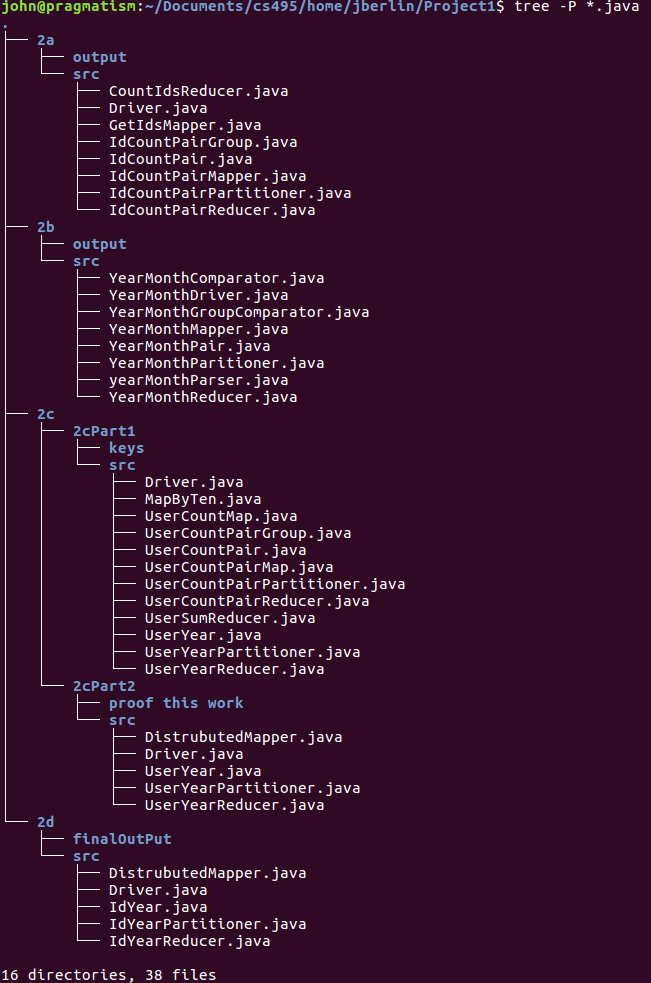 john@pragmatism:~/Documents/cs495/home/jberlin/Project1$ tree -P *.java
.
├── 2a
│   ├── output
│   └── src
│       ├── CountIdsReducer.java
│       ├── Driver.java
│       ├── GetIdsMapper.java
│       ├── IdCountPairGroup.java
│       ├── IdCountPair.java
│       ├── IdCountPairMapper.java
│       ├── IdCountPairPartitioner.java
│       └── IdCountPairReducer.java
├── 2b
│   ├── output
│   └── src
│       ├── YearMonthComparator.java
│       ├── YearMonthDriver.java
│       ├── YearMonthGroupComparator.java
│       ├── YearMonthMapper.java
│       ├── YearMonthPair.java
│       ├── YearMonthParitioner.java
│       ├── yearMonthParser.java
│       └── YearMonthReducer.java
├── 2c
│   ├── 2cPart1
│   │   ├── keys
│   │   └── src
│   │       ├── Driver.java
│   │       ├── MapByTen.java
│   │       ├── UserCountMap.java
│   │       ├── UserCountPairGroup.java
│   │       ├── UserCountPair.java
│   │       ├── UserCountPairMap.java
│   │       ├── UserCountPairPartitioner.java
│   │       ├── UserCountPairReducer.java
│   │       ├── UserSumReducer.java
│   │       ├── UserYear.java
│   │       ├── UserYearPartitioner.java
│   │       └── UserYearReducer.java
│   └── 2cPart2
│       ├── proof this work
│       └── src
│           ├── DistrubutedMapper.java
│           ├── Driver.java
│           ├── UserYear.java
│           ├── UserYearPartitioner.java
│           └── UserYearReducer.java
└── 2d
    ├── finalOutPut
    └── src
        ├── DistrubutedMapper.java
        ├── Driver.java
        ├── IdYear.java
        ├── IdYearPartitioner.java
        └── IdYearReducer.java
16 directories, 38 files